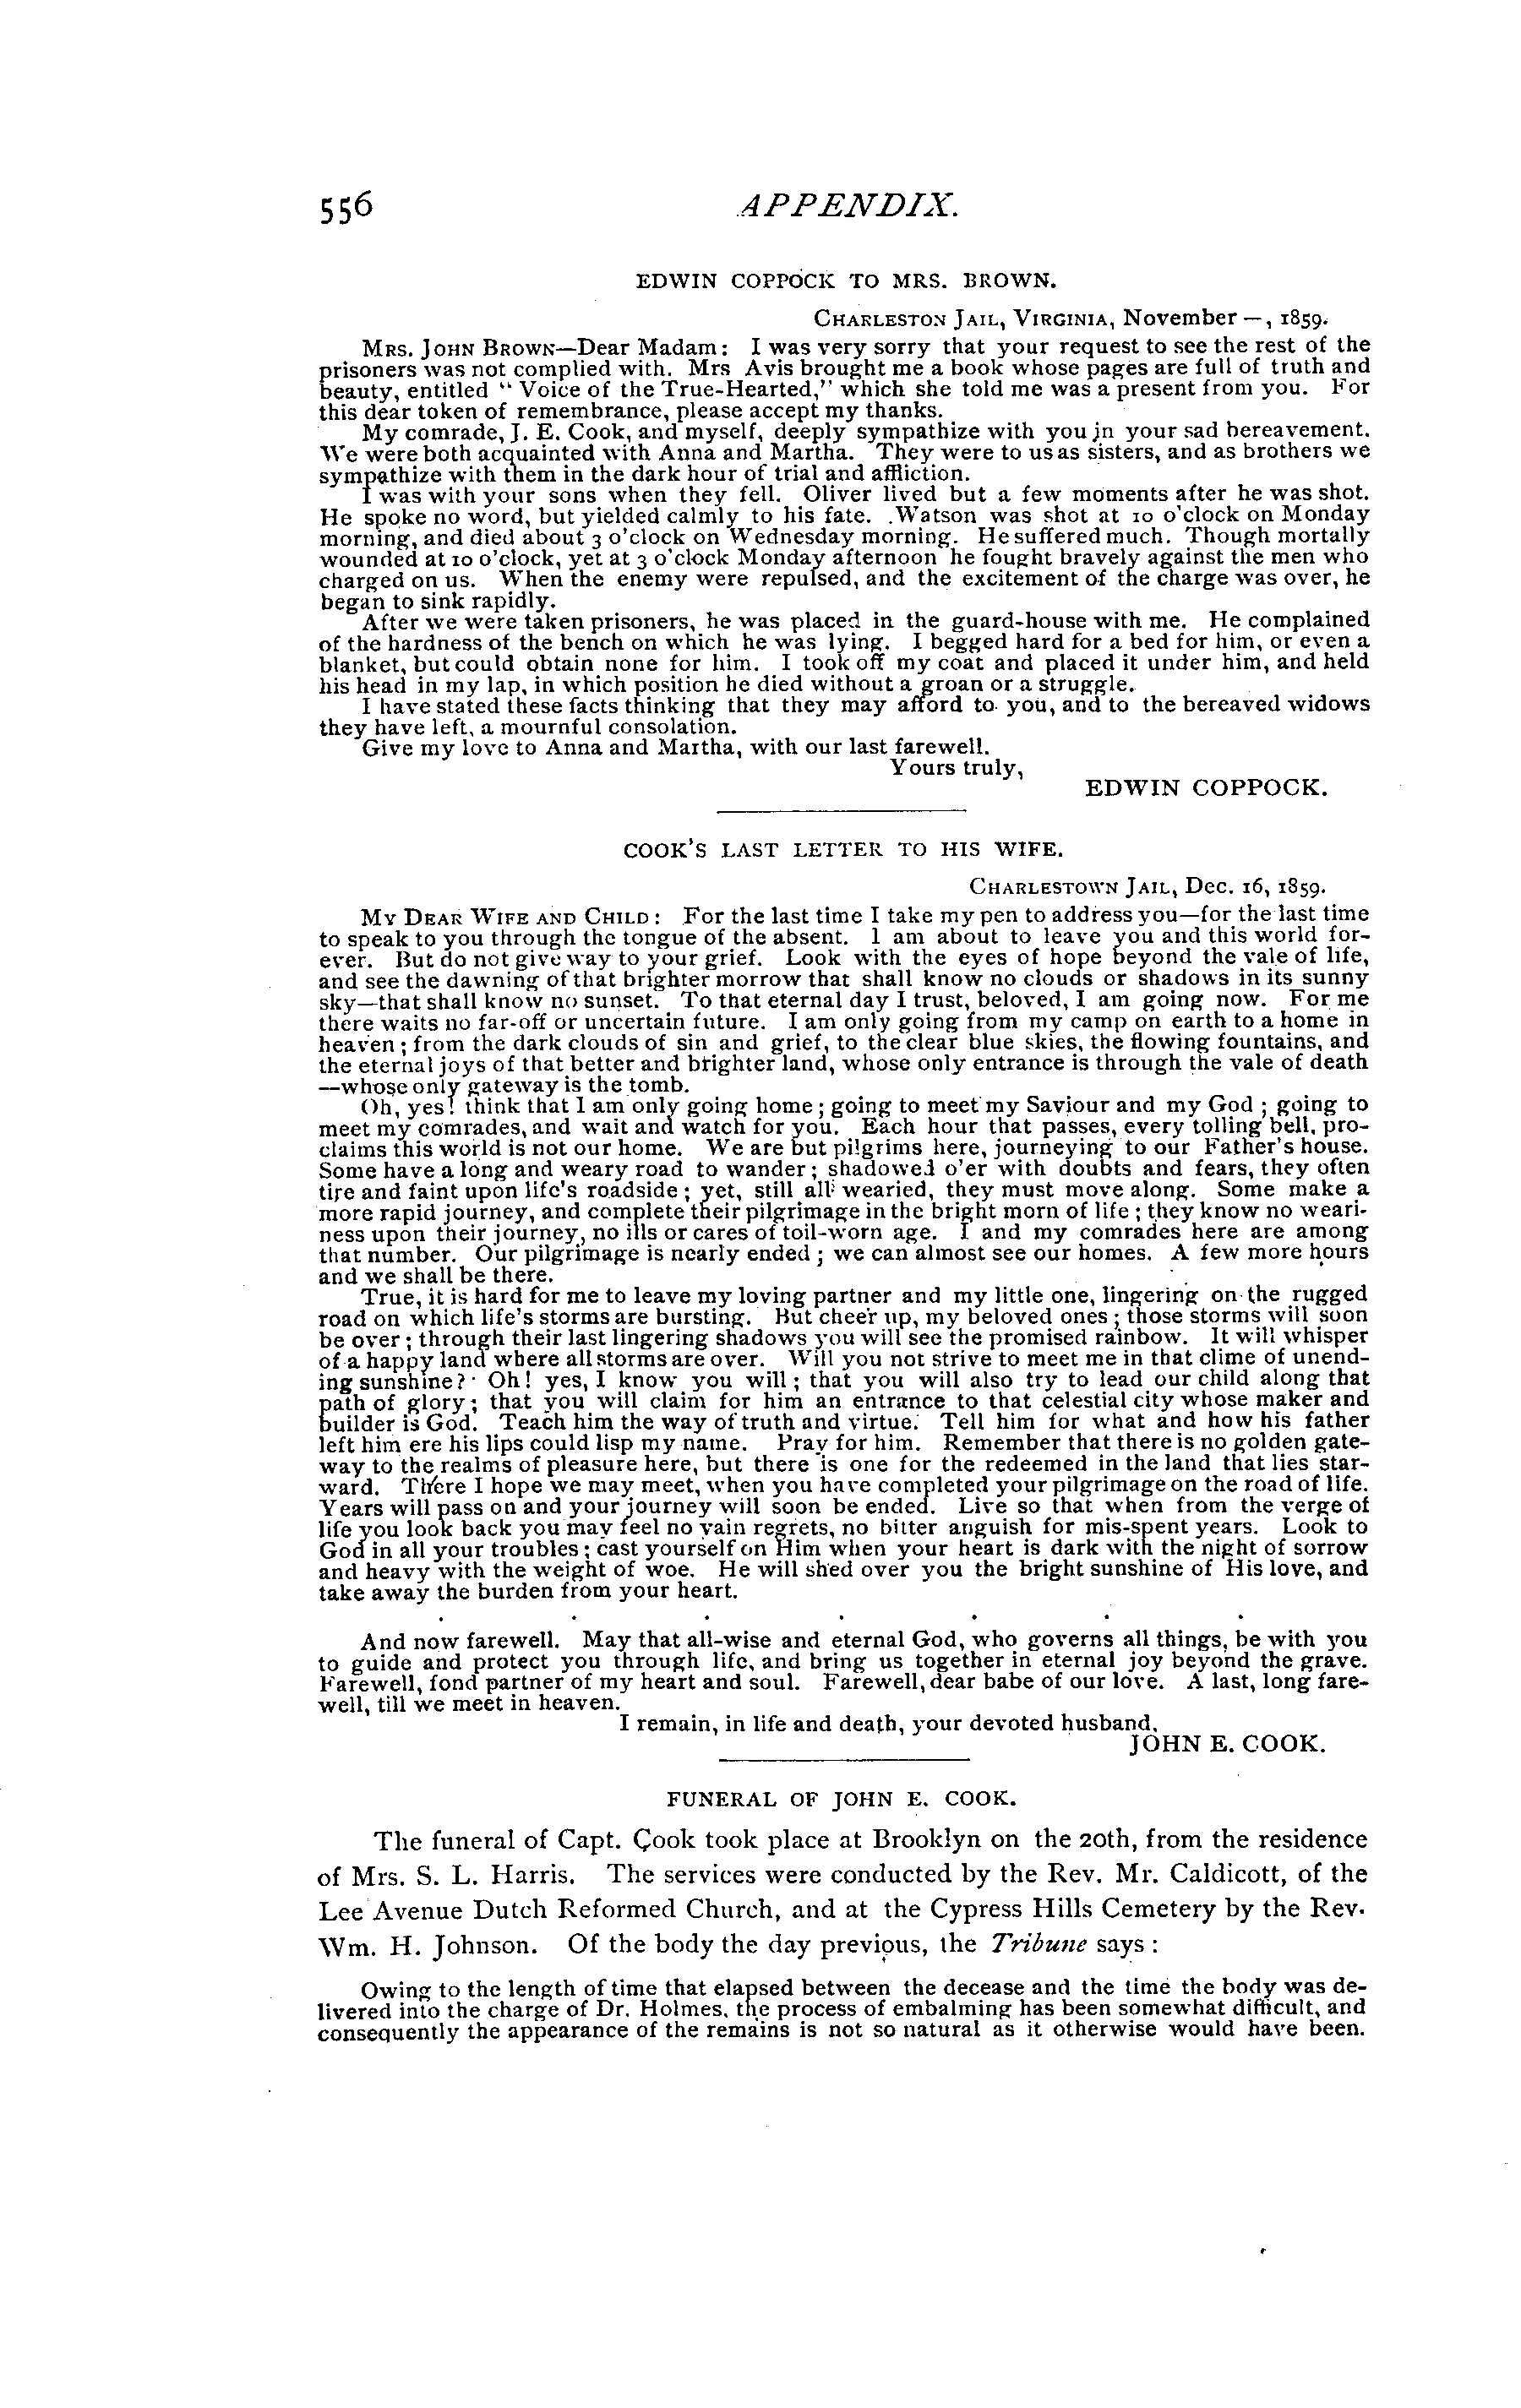 556 APPENDIX.
EDWIN COPPOCK TO MRS. BROWN.
CHARLESTON JAIL, VIRGINIA, November —, 1859.
MRS. JOHN BROWN—Dear Madam: I was very sorry that your request to see the rest of the
prisoners was not complied with. Mrs Avis brought me a book whose pages are full of truth and
beauty, entitled "Voice of the True-Hearted," which she told me was a present from you. For
this dear token of remembrance, please accept my thanks.
My comrade, J. E. Cook, and myself, deeply sympathize with you in your sad bereavement.
We were both acquainted with Anna and Martha. They were to us as sisters, and as brothers we
sympathize with them in the dark hour of trial and affliction.
I was with your sons when they fell. Oliver lived but a few moments after he was shot.
He spoke no word, but yielded calmly to his fate. Watson was shot at 10 o'clock on Monday
morning, and died about 3 o'clock on Wednesday morning. He suffered much. Though mortally
wounded at 10 o'clock, yet at 3 o'clock Monday afternoon he fought bravely against the men who
charged on us. When the enemy were repulsed, and the excitement of the charge was over, he
began to sink rapidly.
After we were taken prisoners, he was placed in the guard-house with me. He complained
of the hardness of the bench on which he was lying. I begged hard for a bed for him, or even a
blanket, but could obtain none for him. I took off my coat and placed it under him, and held
his head in my lap, in which position he died without a groan or a struggle.
I have stated these facts thinking that they may afford to you, and to the bereaved widows
they have left, a mournful consolation.
Give my love to Anna and Martha, with our last farewell.
Yours truly,
EDWIN COPPOCK.
COOK'S LAST LETTER TO HIS WIFE.
CHARLESTOWN JAIL, Dec. 16, 1859.
MY DEAR WIFE AND CHILD: For the last time I take my pen to address you—for the last time
to speak to you through the tongue of the absent. I am about to leave you and this world for-
ever. But do not give way to your grief. Look with the eyes of hope beyond the vale of life,
and see the dawning of that brighter morrow that shall know no clouds or shadows in its sunny
sky—that shall know no sunset. To that eternal day I trust, beloved, I am going now. For me
there waits no far-off or uncertain future. I am only going from my camp on earth to a home in
heaven; from the dark clouds of sin and grief, to the clear blue skies, the flowing fountains, and
the eternal joys of that better and brighter land, whose only entrance is through the vale of death
—whose only gateway is the tomb.
Oh, yes! think that I am only going home; going to meet my Saviour and my God; going to
meet my comrades, and wait and watch for you. Each hour that passes, every tolling bell, pro-
claims this world is not our home. We are but pilgrims here, journeying to our Father's house.
Some have a long and weary road to wander; shadowed o'er with doubts and fears, they often
tire and faint upon life's roadside; yet, still all wearied, they must move along. Some make a
more rapid journey, and complete their pilgrimage in the bright morn of life; they know no weari-
ness upon their journey, no ills or cares of toil-worn age. I and my comrades here are among
that number. Our pilgrimage is nearly ended; we can almost see our homes. A few more hours
and we shall be there.
True, it is hard for me to leave my loving partner and my little one, lingering on the rugged
road on which life's storms are bursting. But cheer up, my beloved ones; those storms will soon
be over; through their last lingering shadows you will see the promised rainbow. It will whisper
of a happy land where all storms are over. Will you not strive to meet me in that clime of unend-
ing sunshine? Oh! yes, I know you will; that you will also try to lead our child along that
path of glory; that you will claim for him an entrance to that celestial city whose maker and
builder is God. Teach him the way of truth and virtue. Tell him for what and how his father
left him ere his lips could lisp my name. Pray for him. Remember that there is no golden gate-
way to the realms of pleasure here, but there is one for the redeemed in the land that lies star-
ward. There I hope we may meet, when you have completed your pilgrimage on the road of life.
Years will pass on and your journey will soon be ended. Live so that when from the verge of
life you look back you may feel no vain regrets, no bitter anguish for mis-spent years. Look to
God in all your troubles; cast yourself on Him when your heart is dark with the night of sorrow
and heavy with the weight of woe. He will shed over you the bright sunshine of His love, and
take away the burden from your heart.
. . . . . . .
And now farewell. May that all-wise and eternal God, who governs all things, be with you
to guide and protect you through life, and bring us together in eternal joy beyond the grave.
Farewell, fond partner of my heart and soul. Farewell, dear babe of our love. A last, long fare-
well, till we meet in heaven.
I remain, in life and death, your devoted husband,
JOHN E. COOK.
FUNERAL OF JOHN E. COOK.
The funeral of Capt. Cook took place at Brooklyn on the 20th, from the residence
of Mrs. S. L. Harris. The services were conducted by the Rev. Mr. Caldicott, of the
Lee Avenue Dutch Reformed Church, and at the Cypress Hills Cemetery by the Rev.
Wm. H. Johnson. Of the body the day previous, the Tribune says:
Owing to the length of time that elapsed between the decease and the time the body was de-
livered into the charge of Dr. Holmes, the process of embalming has been somewhat difficult, and
consequently the appearance of the remains is not so natural as it otherwise would have been.